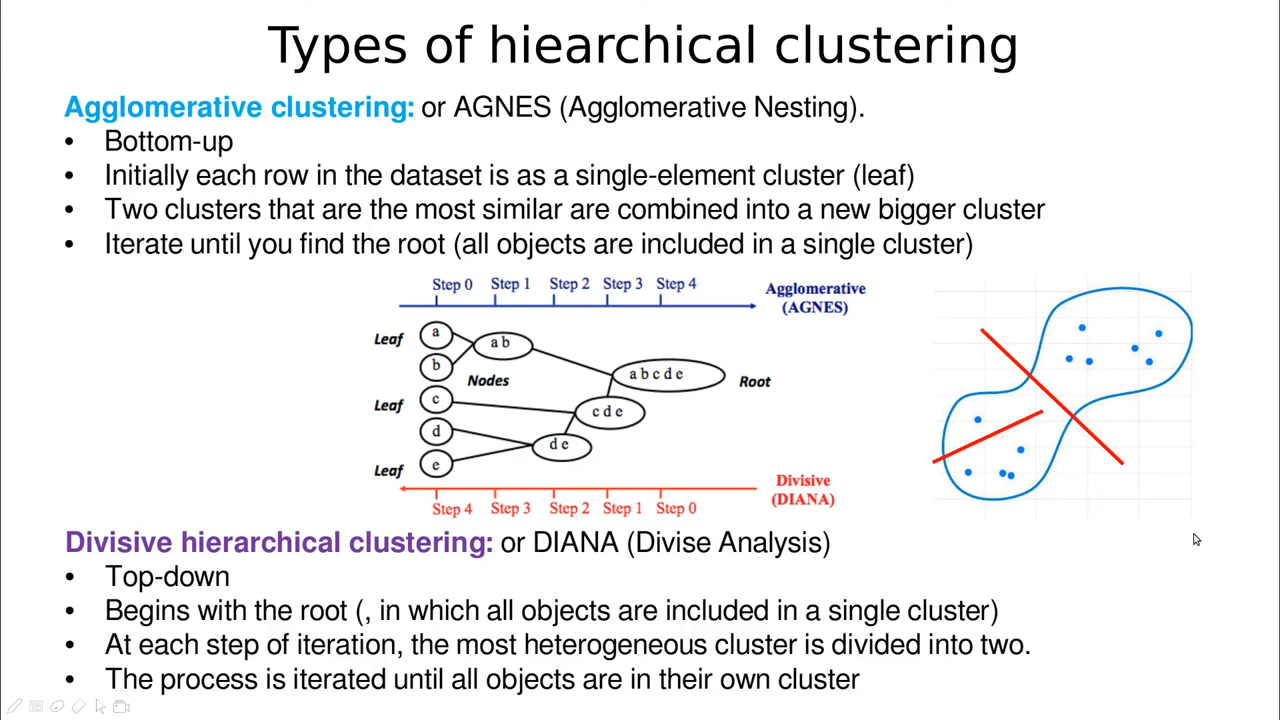 Types of hiearchical clustering
Agglomerative clustering: or AGNES (Agglomerative Nesting).
• Bottom-up
• Initially each row in the dataset is as a single-element cluster (leaf)
• Two clusters that are the most similar are combined into a new bigger cluster
• Iterate until you find the root (all objects are included in a single cluster)
Step 0 Step 1 Step 2 Step 3 Step 4
Agglomerative
(AGNES)
Leaf a
a b
b
Nodes
a b c d e
Root
Leaf c
c d e
d
d e
Leaf e
Divisive
(DIANA)
Step 4 Step 3 Step 2 Step 1 Step 0
Divisive hierarchical clustering: or DIANA (Divise Analysis)
• Top-down
• Begins with the root (, in which all objects are included in a single cluster)
• At each step of iteration, the most heterogeneous cluster is divided into two.
• The process is iterated until all objects are in their own cluster